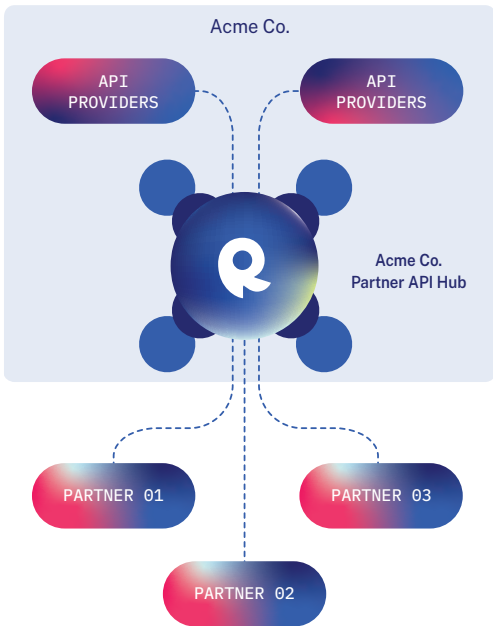 Acme Co.
API
PROVIDERS
API
PROVIDERS
Acme Co.
Partner API Hub
PARTNER 01
PARTNER 03
PARTNER 02